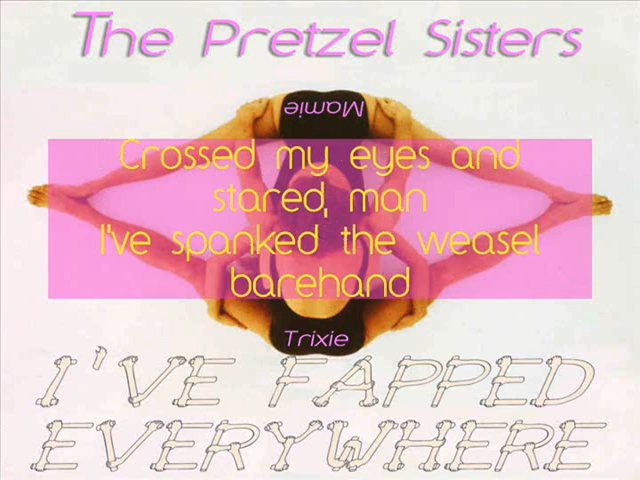 The Pretzel Sisters
Mamie
Crossed my eyes and
stared, man
I've spanked the weasel
barehand
Trixie
I'VE FAPPED
EVERYWHERE